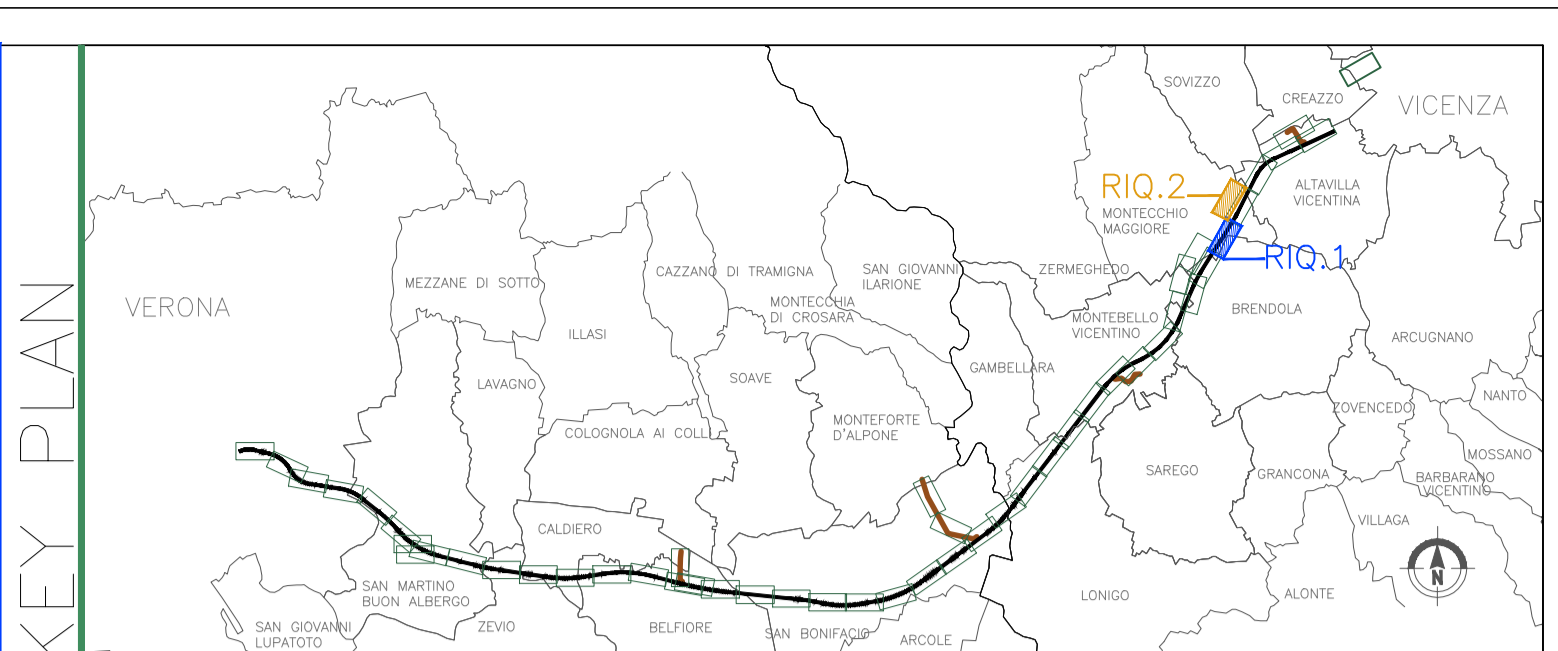 KEY PLAN
SOVIZZO
CREAZZO
VICENZA
RIQ.2
MONTECCHIO
MAGGIORE
ALTAVILLA
VICENTINA
RIQ.1
VERONA
MEZZANE DI SOTTO
CAZZANO DI TRAMIGNA
SAN GIOVANNI
ILARIONE
ZERMEGHEDO
MONTECCHIA
DI CROSARA
ILLASI
MONTEBELLO
VICENTINO
BRENDOLA
ARCUGNANO
LAVAGNO
SOAVE
GAMBELLARA
NANTO
ZOVENCEDO
COLOGNOLA AI COLLI
MONTEFORTE
D'ALPONE
MOSSANO
SAREGO
GRANCONA
BARBARANO
VICENTINO
VILLAGA
CALDIERO
N
SAN MARTINO
BUON ALBERGO
LONIGO
ALONTE
SAN GIOVANNI
LUPATOTO
ZEVIO
BELFIORE
SAN BONIFACIO
ARCOLE